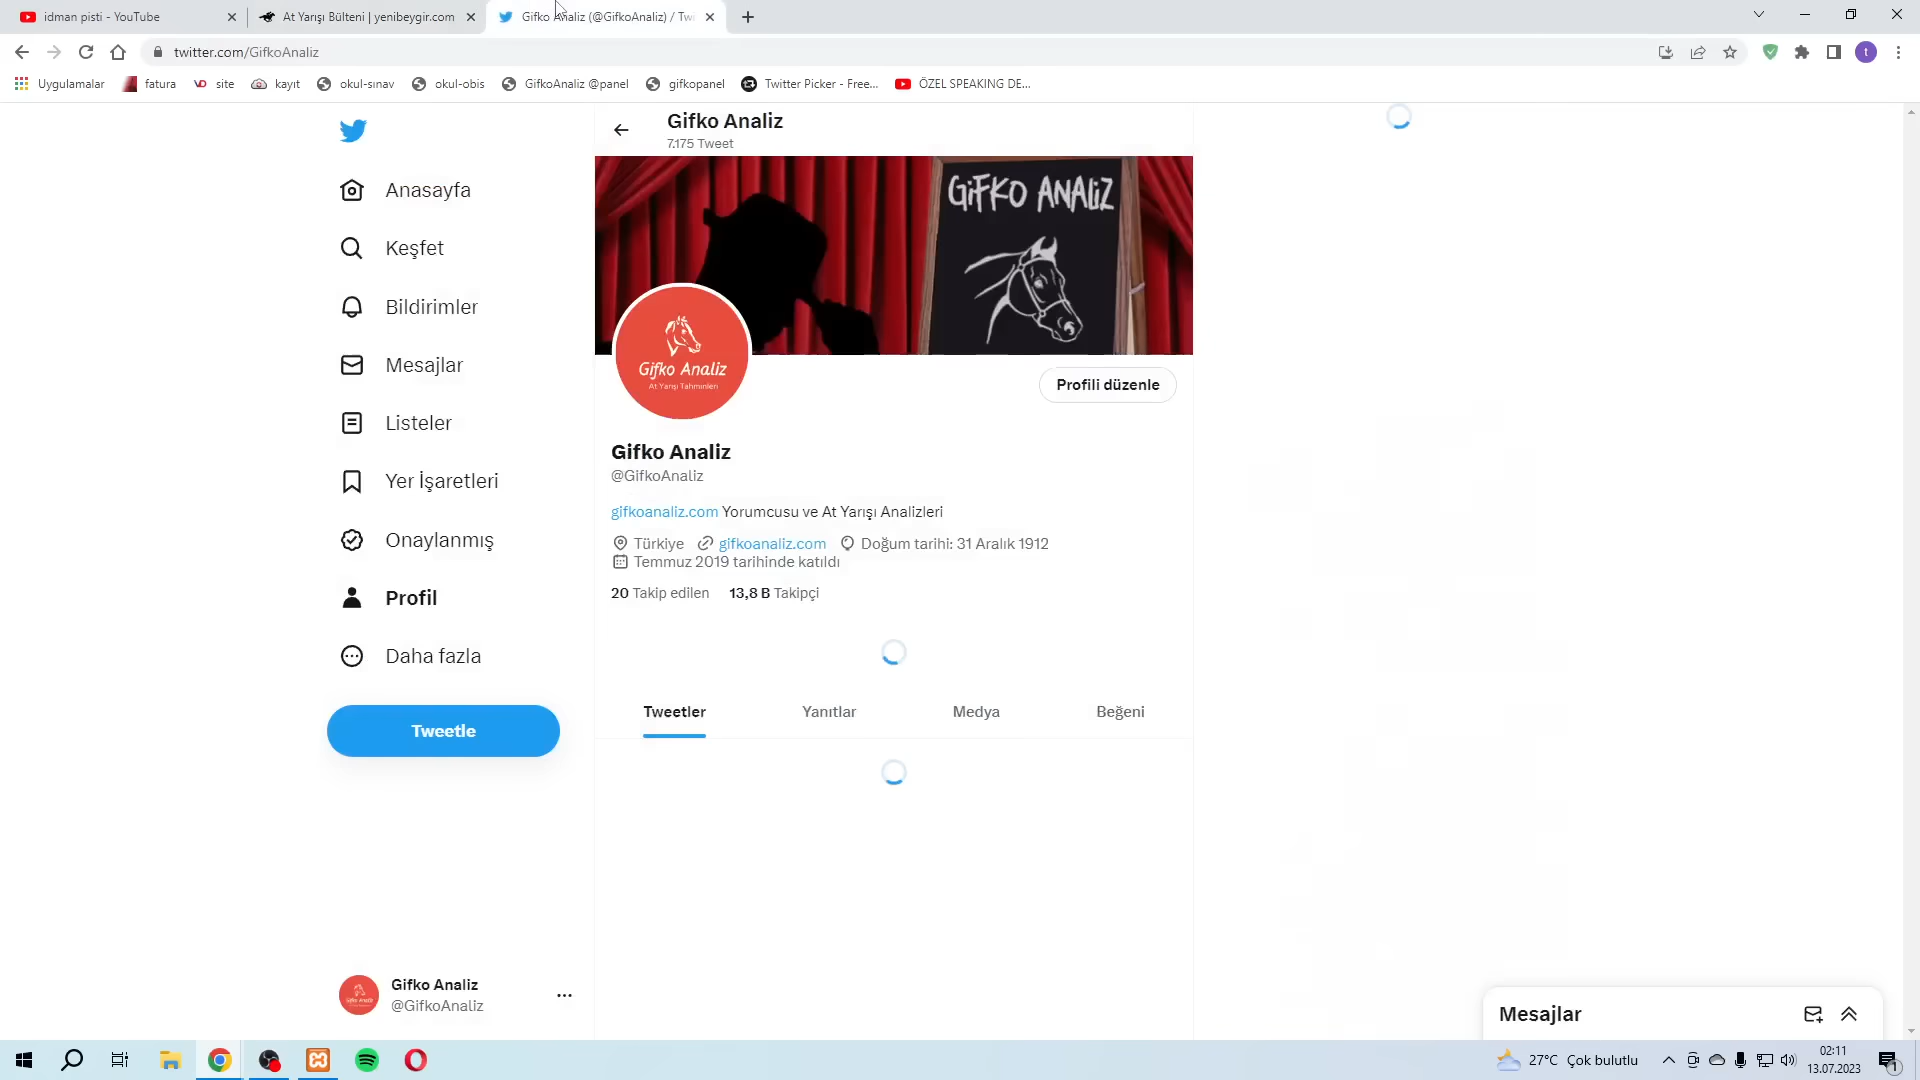 idman pisti - YouTube
At Yarışı Bülteni | yenibeygir.com
Gifko Analiz (@GifkoAnaliz) / Tw
twitter.com/GifkoAnaliz
Uygulamalar
fatura
site
kayıt
okul-sınav
okul-obis
GifkoAnaliz @panel
gifkopanel
Twitter Picker - Free...
ÖZEL SPEAKING DE...
Gifko Analiz
7.175 Tweet
GİFKO ANALİZ
Gifko Analiz
At Yarışı Tahminleri
Anasayfa
Keşfet
Bildirimler
Mesajlar
Listeler
Yer İşaretleri
Onaylanmış
Profil
Daha fazla
Tweetle
Profili düzenle
Gifko Analiz
@GifkoAnaliz
gifkoanaliz.com Yorumcusu ve At Yarışı Analizleri
Türkiye gifkoanaliz.com Doğum tarihi: 31 Aralık 1912
Temmuz 2019 tarihinde katıldı
20 Takip edilen 13,8 B Takipçi
Tweetler
Yanıtlar
Medya
Beğeni
Gifko Analiz
@GifkoAnaliz
Mesajlar
27°C Çok bulutlu
02:11
13.07.2023
1